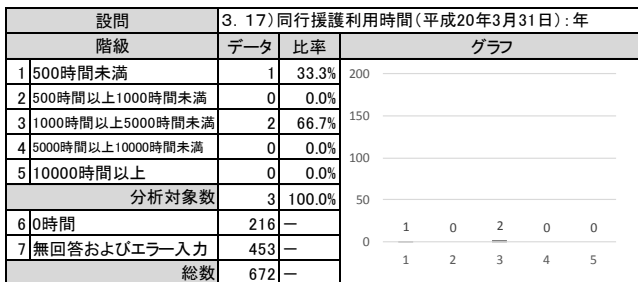 設問 3．17）同行援護利用時間（平成20年3月31日）：年
階級 データ 比率 グラフ
1 500時間未満 1 33.3%
2 500時間以上1000時間未満 0 0.0%
3 1000時間以上5000時間未満 2 66.7%
4 5000時間以上10000時間未満 0 0.0%
5 10000時間以上 0 0.0%
分析対象数 3 100.0%
6 0時間 216 －
7 無回答およびエラー入力 453 －
総数 672 －
200
150
100
50
0
1 0 2 0 0
1 2 3 4 5